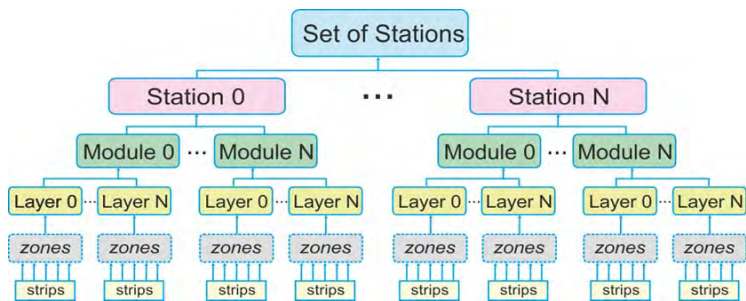 Set of Stations
Station 0 ... Station N
Module 0 ... Module N Module 0 ... Module N
Layer 0 ... Layer N Layer 0 ... Layer N Layer 0 ... Layer N Layer 0 ... Layer N
zones zones zones zones zones zones zones zones
strips strips strips strips strips strips strips strips